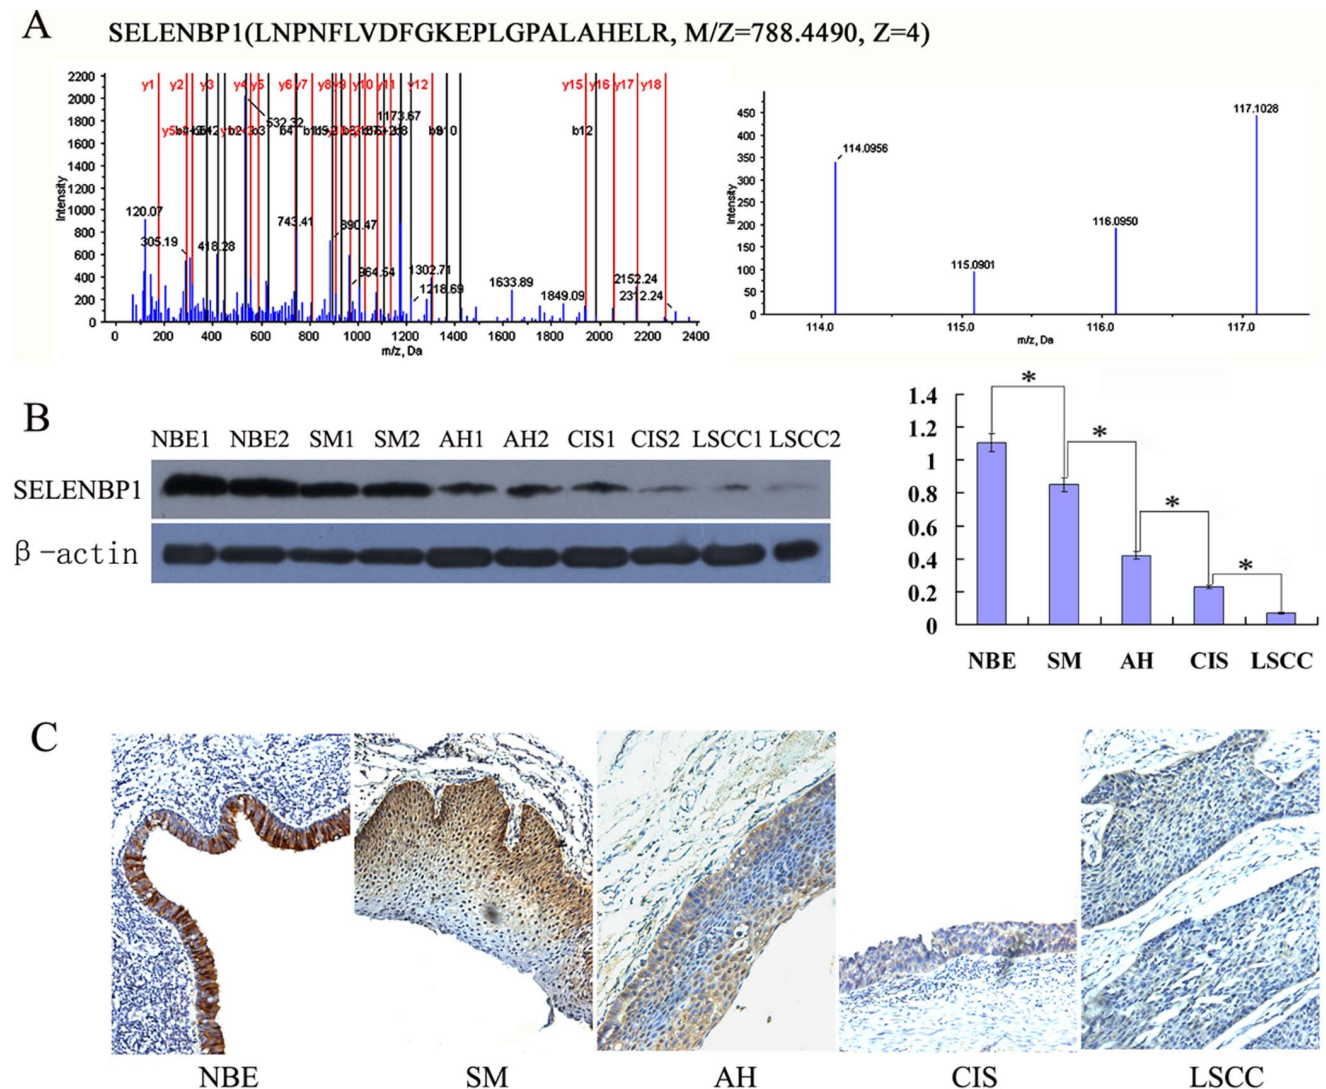 A
SELENBP1(LNPNFLVDFGKEPLGPALAHELR, M/Z=788.4490, Z=4)
2200
2000
1800
1600
1400
1200
1000
800
600
400
200
0
Intensity
y1 y2 y3 y4 y5 y6 y7 y8 y9 y10 y11 y12 y15 y16 y17 y18
b3 b4 b9 b10 b12
532.32
1173.67
120.07
305.19
418.28
743.41
890.47
964.54
1302.71
1218.69
1633.89
1849.09
2152.24
2312.24
0 200 400 600 800 1000 1200 1400 1600 1800 2000 2200 2400
m/z, Da
450
400
350
300
250
200
150
100
50
0
Intensity
114.0956
115.0901
116.0950
117.1028
114.0 115.0 116.0 117.0
m/z, Da
B
NBE1 NBE2 SM1 SM2 AH1 AH2 CIS1 CIS2 LSCC1 LSCC2
SELENBP1
β-actin
1.4
1.2
1
0.8
0.6
0.4
0.2
0
* * * *
NBE SM AH CIS LSCC
C
NBE SM AH CIS LSCC